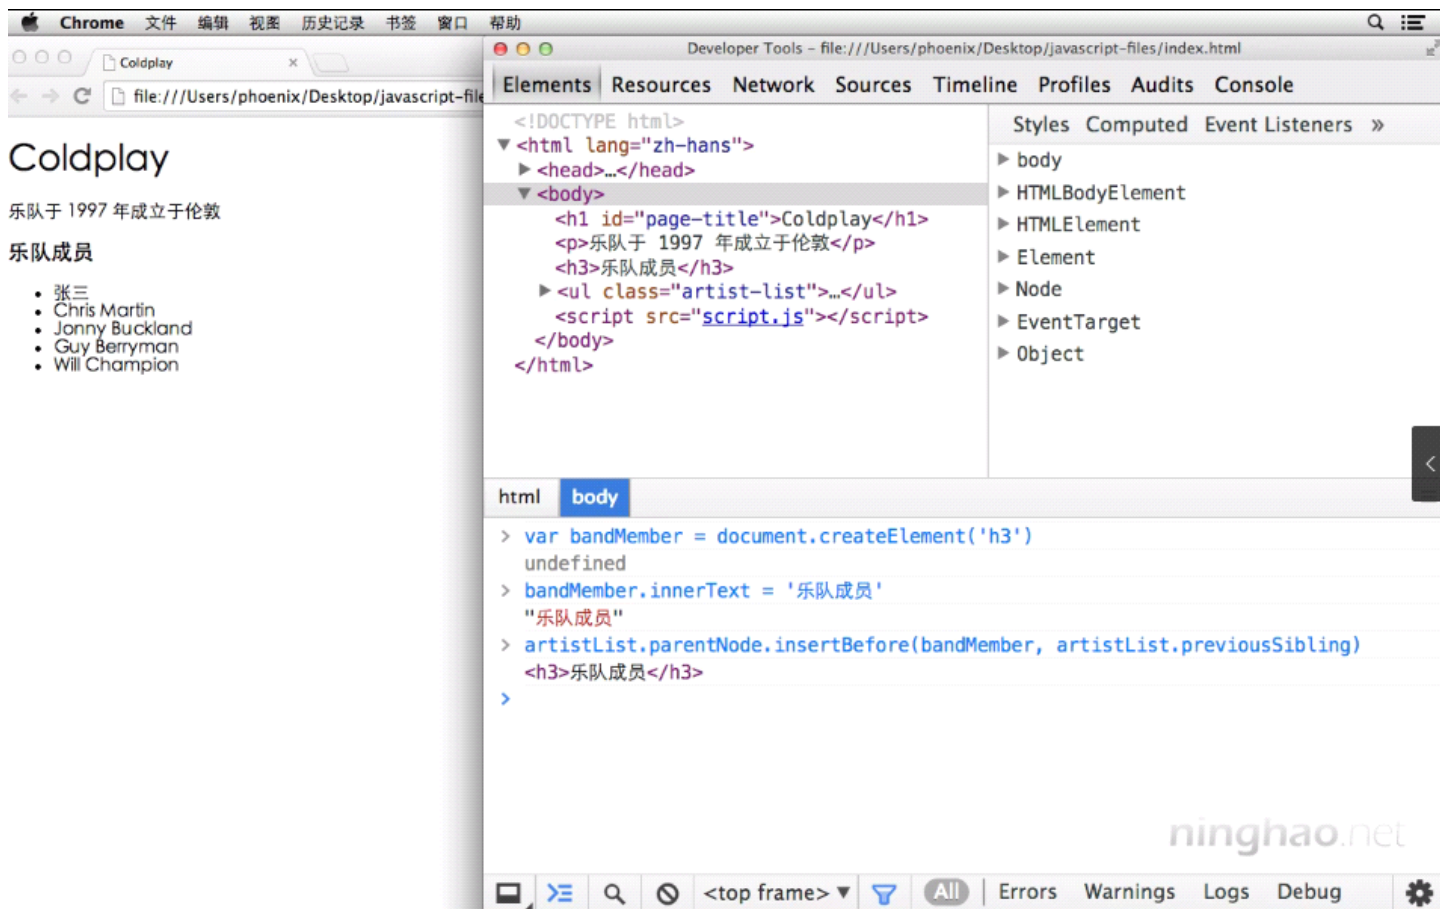 Chrome 文件 编辑 视图 历史记录 书签 窗口 帮助
Coldplay ×
file:///Users/phoenix/Desktop/javascript-file
Coldplay
乐队于 1997 年成立于伦敦
乐队成员
• 张三
• Chris Martin
• Jonny Buckland
• Guy Berryman
• Will Champion
Developer Tools - file:///Users/phoenix/Desktop/javascript-files/index.html
Elements Resources Network Sources Timeline Profiles Audits Console
<!DOCTYPE html>
▼<html lang="zh-hans">
▶<head>…</head>
▼<body>
<h1 id="page-title">Coldplay</h1>
<p>乐队于 1997 年成立于伦敦</p>
<h3>乐队成员</h3>
▶<ul class="artist-list">…</ul>
<script src="script.js"></script>
</body>
</html>
Styles Computed Event Listeners »
▶ body
▶ HTMLBodyElement
▶ HTMLElement
▶ Element
▶ Node
▶ EventTarget
▶ Object
html body
> var bandMember = document.createElement('h3')
undefined
> bandMember.innerText = '乐队成员'
"乐队成员"
> artistList.parentNode.insertBefore(bandMember, artistList.previousSibling)
<h3>乐队成员</h3>
>
ninghao.net
<top frame> ▼ All Errors Warnings Logs Debug